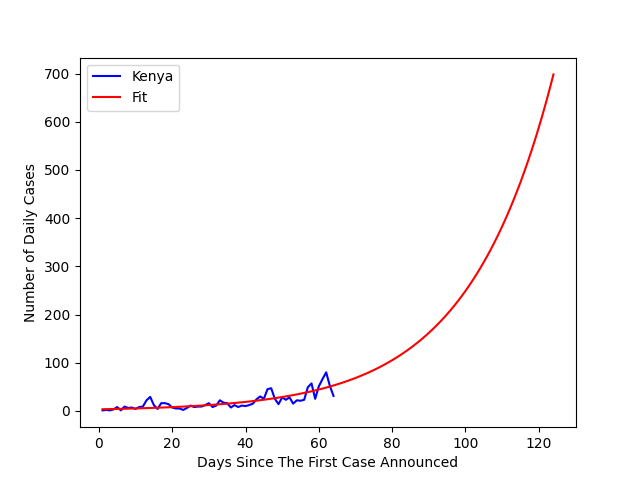 Kenya
Fit
Number of Daily Cases
700
600
500
400
300
200
100
0
0 20 40 60 80 100 120
Days Since The First Case Announced